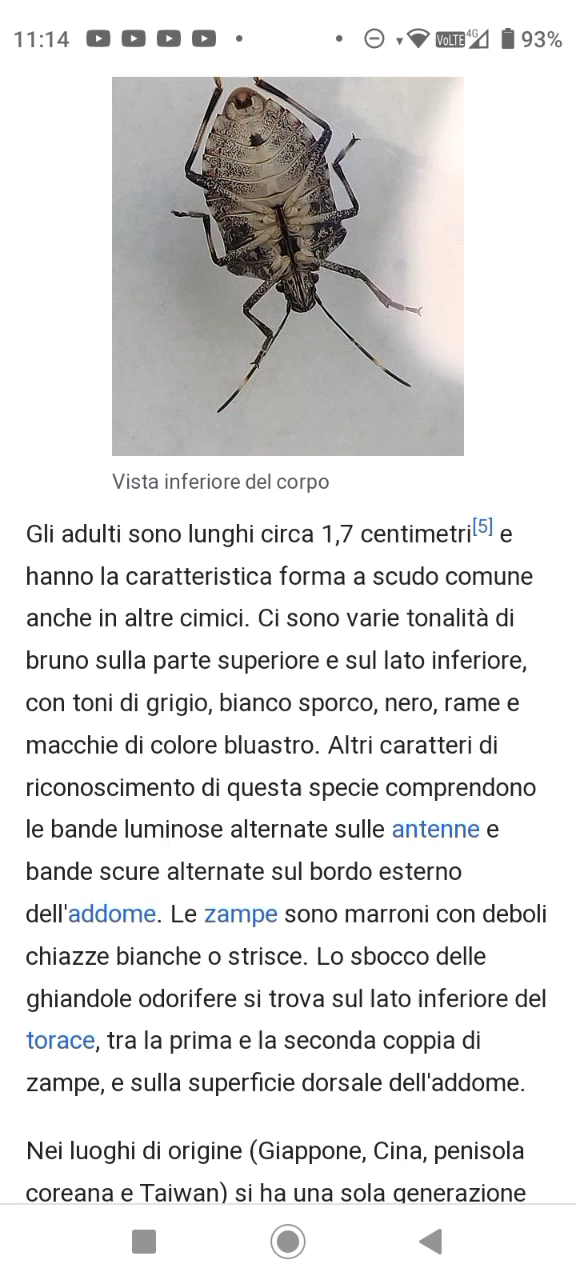 11:14
VoLTE 4G 93%
Vista inferiore del corpo
Gli adulti sono lunghi circa 1,7 centimetri[5] e
hanno la caratteristica forma a scudo comune
anche in altre cimici. Ci sono varie tonalità di
bruno sulla parte superiore e sul lato inferiore,
con toni di grigio, bianco sporco, nero, rame e
macchie di colore bluastro. Altri caratteri di
riconoscimento di questa specie comprendono
le bande luminose alternate sulle antenne e
bande scure alternate sul bordo esterno
dell'addome. Le zampe sono marroni con deboli
chiazze bianche o strisce. Lo sbocco delle
ghiandole odorifere si trova sul lato inferiore del
torace, tra la prima e la seconda coppia di
zampe, e sulla superficie dorsale dell'addome.
Nei luoghi di origine (Giappone, Cina, penisola
coreana e Taiwan) si ha una sola generazione